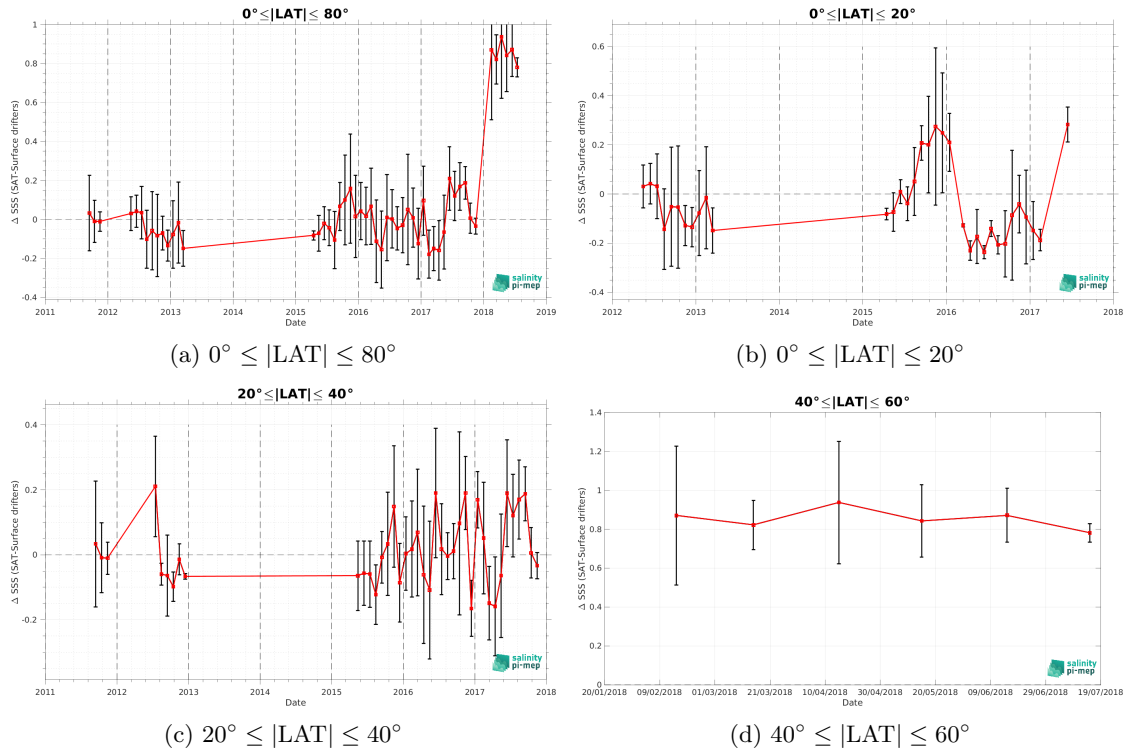 0°≤|LAT|≤ 80°
1
0.8
0.6
0.4
0.2
0
-0.2
-0.4
Δ SSS (SAT-Surface drifters)
2011
2012
2013
2014
2015
2016
2017
2018
2019
Date
salinity
pi-mep
(a) 0° ≤ |LAT| ≤ 80°
0°≤|LAT|≤ 20°
0.6
0.4
0.2
0
-0.2
-0.4
Δ SSS (SAT-Surface drifters)
2012
2013
2014
2015
2016
2017
2018
Date
salinity
pi-mep
(b) 0° ≤ |LAT| ≤ 20°
20°≤|LAT|≤ 40°
0.4
0.2
0
-0.2
Δ SSS (SAT-Surface drifters)
2011
2012
2013
2014
2015
2016
2017
2018
Date
salinity
pi-mep
(c) 20° ≤ |LAT| ≤ 40°
40°≤|LAT|≤ 60°
1.4
1.2
1
0.8
0.6
0.4
0.2
0
Δ SSS (SAT-Surface drifters)
20/01/2018
09/02/2018
01/03/2018
21/03/2018
10/04/2018
30/04/2018
20/05/2018
09/06/2018
29/06/2018
19/07/2018
Date
salinity
pi-mep
(d) 40° ≤ |LAT| ≤ 60°